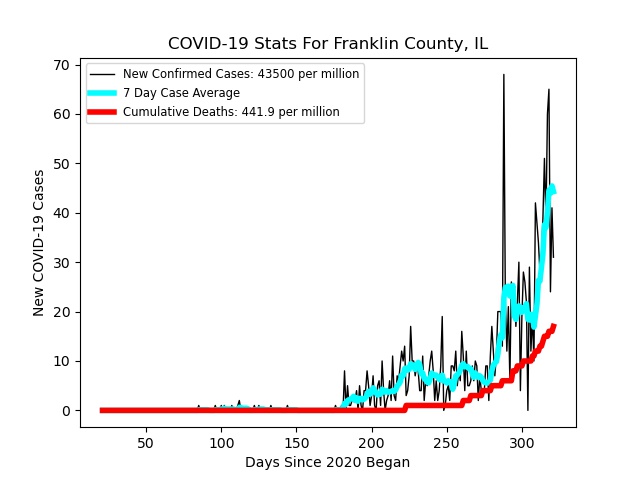 COVID-19 Stats For Franklin County, IL
New Confirmed Cases: 43500 per million
7 Day Case Average
Cumulative Deaths: 441.9 per million
70
60
50
40
30
20
10
0
New COVID-19 Cases
50 100 150 200 250 300
Days Since 2020 Began